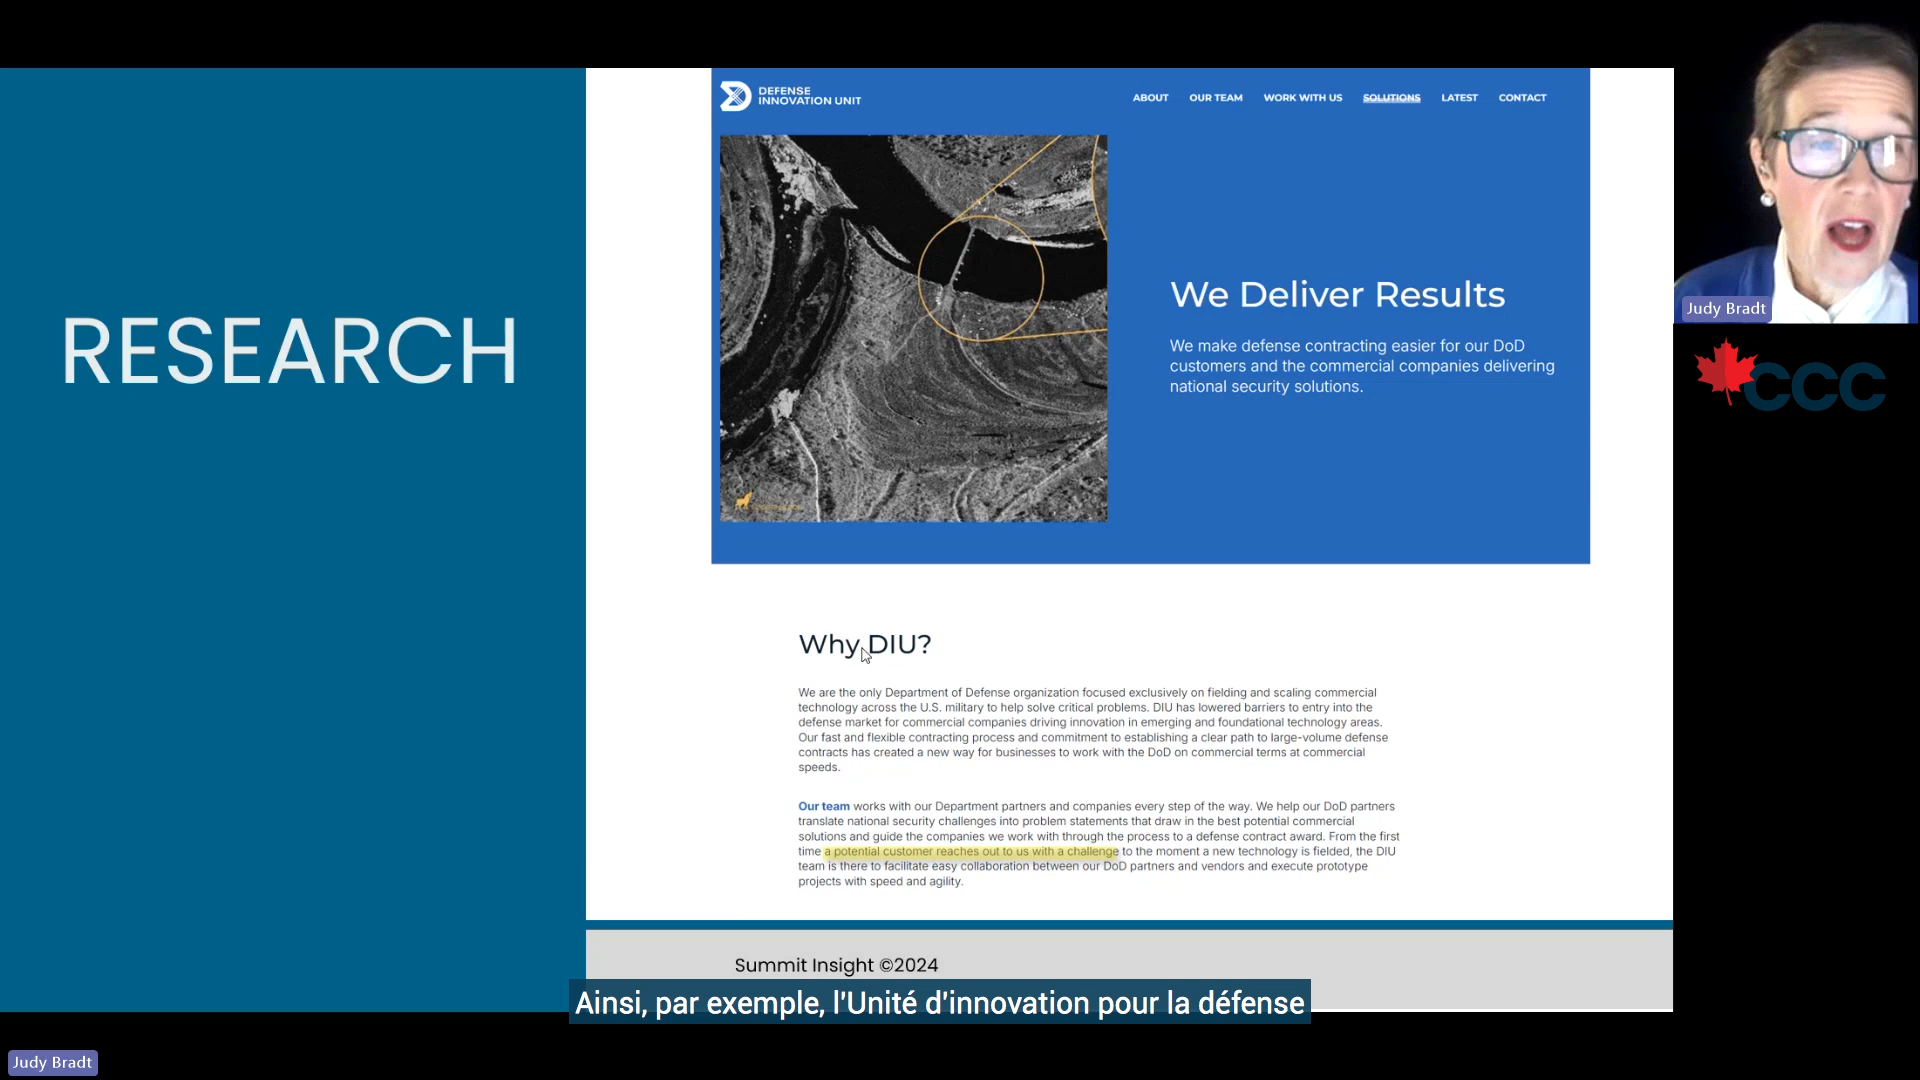 DEFENSE
INNOVATION UNIT
ABOUT OUR TEAM WORK WITH US SOLUTIONS LATEST CONTACT
RESEARCH
We Deliver Results
We make defense contracting easier for our DoD
customers and the commercial companies delivering
national security solutions.
Judy Bradt
CCC
Why DIU?
We are the only Department of Defense organization focused exclusively on fielding and scaling commercial
technology across the U.S. military to help solve critical problems. DIU has lowered barriers to entry into the
defense market for commercial companies driving innovation in emerging and foundational technology areas.
Our fast and flexible contracting process and commitment to establishing a clear path to large-volume defense
contracts has created a new way for businesses to work with the DoD on commercial terms at commercial
speeds.
Our team works with our Department partners and companies every step of the way. We help our DoD partners
translate national security challenges into problem statements that draw in the best potential commercial
solutions and guide the companies we work with through the process to a defense contract award. From the first
time a potential customer reaches out to us with a challenge to the moment a new technology is fielded, the DIU
team is there to facilitate easy collaboration between our DoD partners and vendors and execute prototype
projects with speed and agility.
Summit Insight ©2024
Ainsi, par exemple, l'Unité d'innovation pour la défense
Judy Bradt